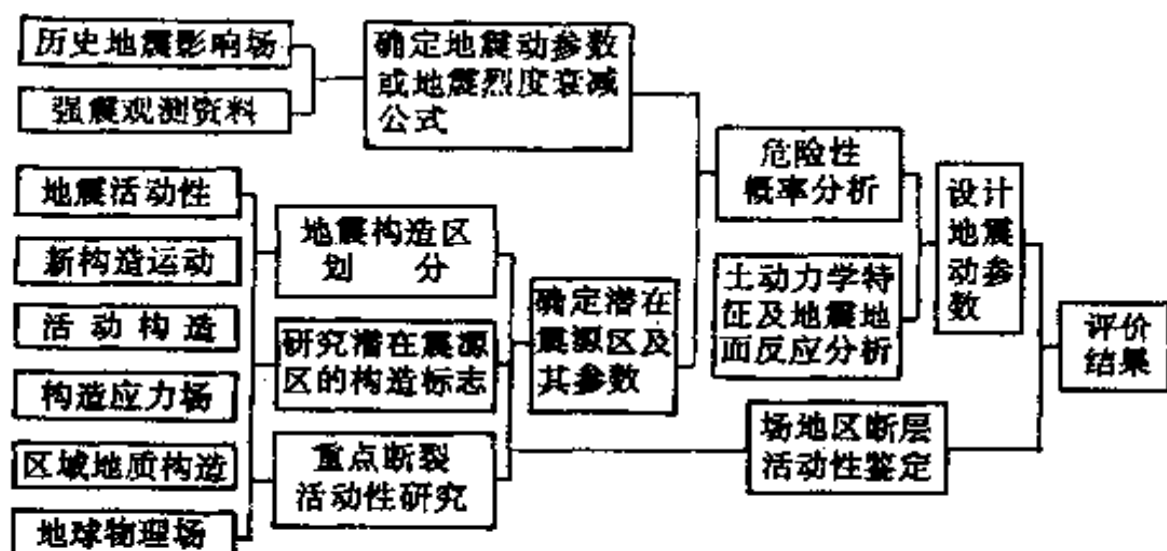 历史地震影响场
强震观测资料
确定地震动参数
或地震烈度衰减
公式
地震活动性
新构造运动
活动构造
构造应力场
区域地质构造
地球物理场
地震构造区
划分
研究潜在震源
区的构造标志
重点断裂
活动性研究
确定潜在
震源区及
其参数
危险性
概率分析
土动力学特
征及地震地
面反应分析
场地区断层
活动性鉴定
设计
地震
动参
数
评价
结果